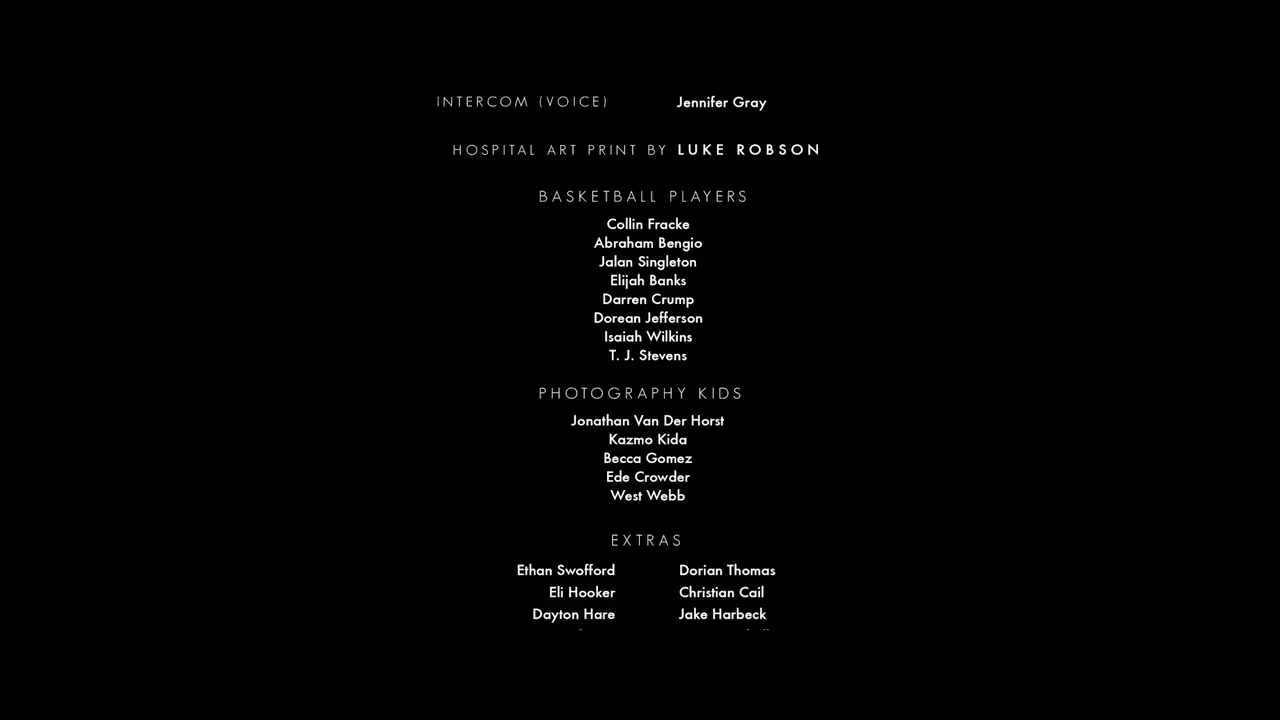 INTERCOM (VOICE) Jennifer Gray
HOSPITAL ART PRINT BY LUKE ROBSON
BASKETBALL PLAYERS
Collin Fracke
Abraham Bengio
Jalan Singleton
Elijah Banks
Darren Crump
Dorean Jefferson
Isaiah Wilkins
T. J. Stevens
PHOTOGRAPHY KIDS
Jonathan Van Der Horst
Kazmo Kida
Becca Gomez
Ede Crowder
West Webb
EXTRAS
Ethan Swofford Dorian Thomas
Eli Hooker Christian Cail
Dayton Hare Jake Harbeck